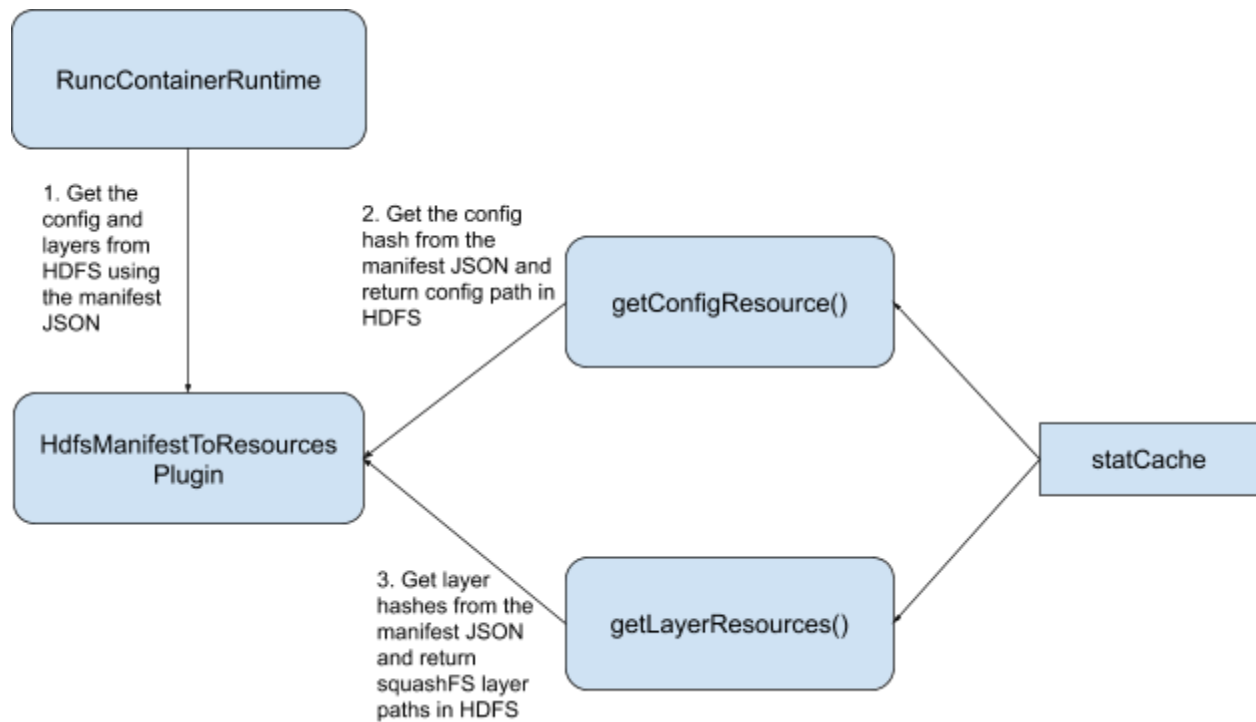 RuncContainerRuntime
1. Get the
config and
layers from
HDFS using
the manifest
JSON
2. Get the config
hash from the
manifest JSON and
return config path in
HDFS
getConfigResource()
HdfsManifestToResources
Plugin
statCache
3. Get layer
hashes from the
manifest JSON
and return
squashFS layer
paths in HDFS
getLayerResources()